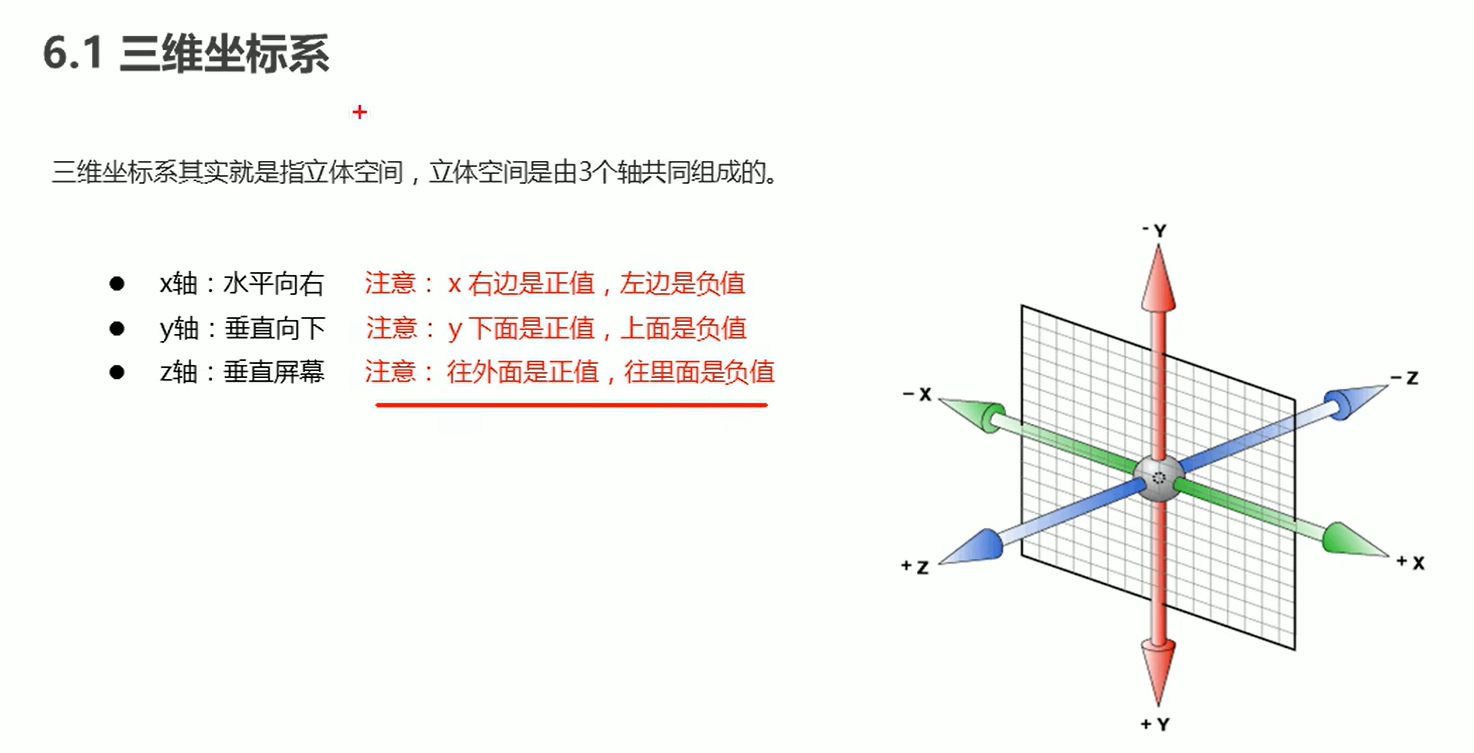 6.1 三维坐标系
三维坐标系其实就是指立体空间，立体空间是由3个轴共同组成的。
● x轴：水平向右 注意： x 右边是正值，左边是负值
● y轴：垂直向下 注意： y 下面是正值，上面是负值
● z轴：垂直屏幕 注意： 往外面是正值，往里面是负值
- Y
- X
- Z
+ Z
+ X
+ Y